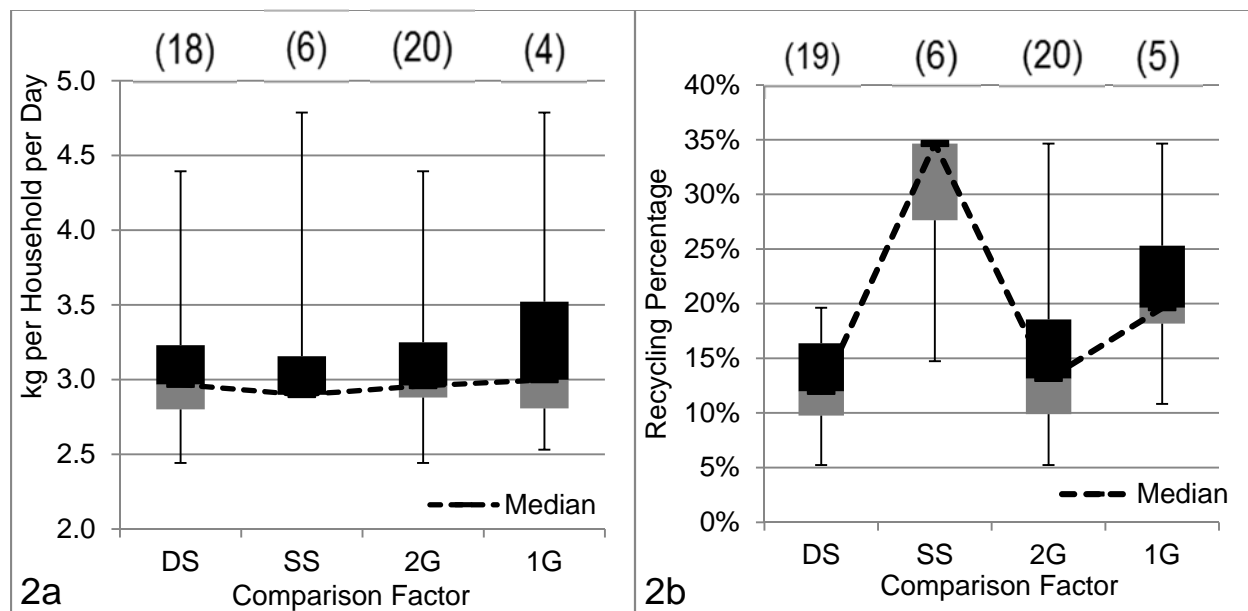 (18) (6) (20) (4)
kg per Household per Day
5.0
4.5
4.0
3.5
3.0
2.5
2.0
Median
DS SS 2G 1G
Comparison Factor
2a
(19) (6) (20) (5)
Recycling Percentage
40%
35%
30%
25%
20%
15%
10%
5%
0%
Median
DS SS 2G 1G
Comparison Factor
2b